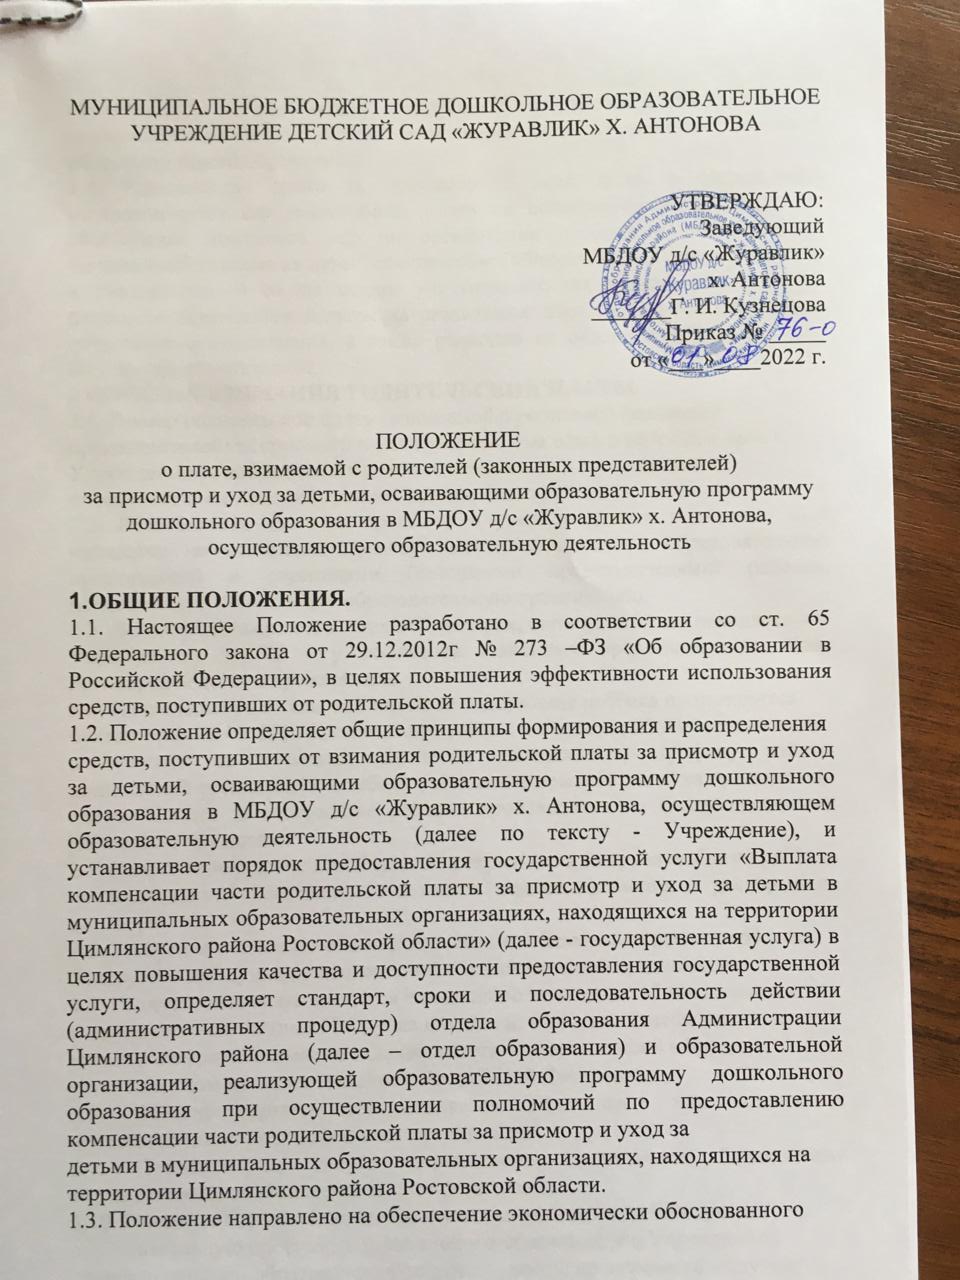 МУНИЦИПАЛЬНОЕ БЮДЖЕТНОЕ ДОШКОЛЬНОЕ ОБРАЗОВАТЕЛЬНОЕ
УЧРЕЖДЕНИЕ ДЕТСКИЙ САД «ЖУРАВЛИК» Х. АНТОНОВА
УТВЕРЖДАЮ:
Заведующий
МБДОУ д/с «Журавлик»
х. Антонова
Г. И. Кузнецова
Приказ № 76-о
от «01» 08 2022 г.
МБДОУ д/с
«Журавлик»
х. Антонова
ПОЛОЖЕНИЕ
о плате, взимаемой с родителей (законных представителей)
за присмотр и уход за детьми, осваивающими образовательную программу
дошкольного образования в МБДОУ д/с «Журавлик» х. Антонова,
осуществляющего образовательную деятельность
1.ОБЩИЕ ПОЛОЖЕНИЯ.
1.1. Настоящее Положение разработано в соответствии со ст. 65
Федерального закона от 29.12.2012г № 273 –ФЗ «Об образовании в
Российской Федерации», в целях повышения эффективности использования
средств, поступивших от родительской платы.
1.2. Положение определяет общие принципы формирования и распределения
средств, поступивших от взимания родительской платы за присмотр и уход
за детьми, осваивающими образовательную программу дошкольного
образования в МБДОУ д/с «Журавлик» х. Антонова, осуществляющем
образовательную деятельность (далее по тексту - Учреждение), и
устанавливает порядок предоставления государственной услуги «Выплата
компенсации части родительской платы за присмотр и уход за детьми в
муниципальных образовательных организациях, находящихся на территории
Цимлянского района Ростовской области» (далее - государственная услуга) в
целях повышения качества и доступности предоставления государственной
услуги, определяет стандарт, сроки и последовательность действии
(административных процедур) отдела образования Администрации
Цимлянского района (далее – отдел образования) и образовательной
организации, реализующей образовательную программу дошкольного
образования при осуществлении полномочий по предоставлению
компенсации части родительской платы за присмотр и уход за
детьми в муниципальных образовательных организациях, находящихся на
территории Цимлянского района Ростовской области.
1.3. Положение направлено на обеспечение экономически обоснованного